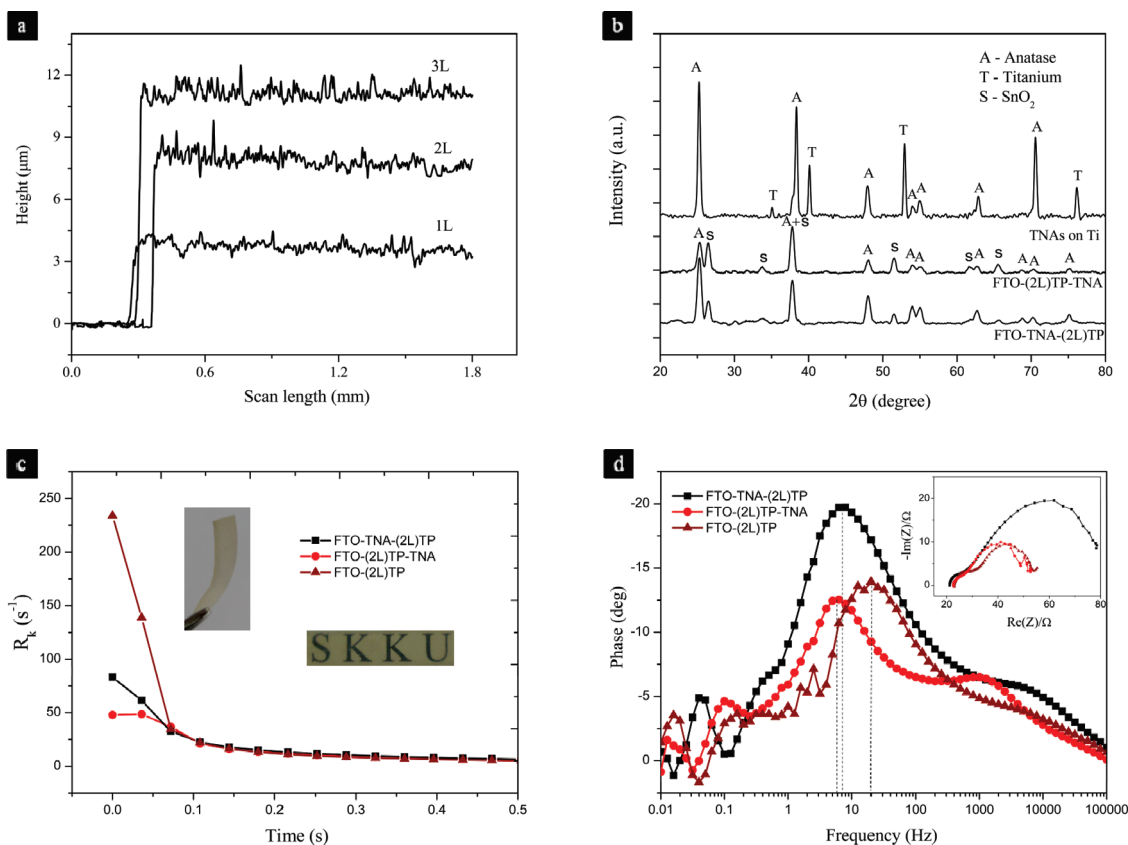 a
12
9
6
3
0
Height (μm)
3L
2L
1L
0.0 0.6 1.2 1.8
Scan length (mm)
b
Intensity (a.u.)
A - Anatase
T - Titanium
S - SnO₂
A A T T A T A A A A T
TNAs on Ti
A S S A+S A S A A S A S A A A
FTO-(2L)TP-TNA
FTO-TNA-(2L)TP
20 30 40 50 60 70 80
2θ (degree)
c
250
200
150
100
50
0
Rk (s⁻¹)
FTO-TNA-(2L)TP
FTO-(2L)TP-TNA
FTO-(2L)TP
SKKU
0.0 0.1 0.2 0.3 0.4 0.5
Time (s)
d
-20
-15
-10
-5
0
Phase (deg)
FTO-TNA-(2L)TP
FTO-(2L)TP-TNA
FTO-(2L)TP
20
10
0
-Im(Z)/Ω
20 40 60 80
Re(Z)/Ω
0.01 0.1 1 10 100 1000 10000 100000
Frequency (Hz)